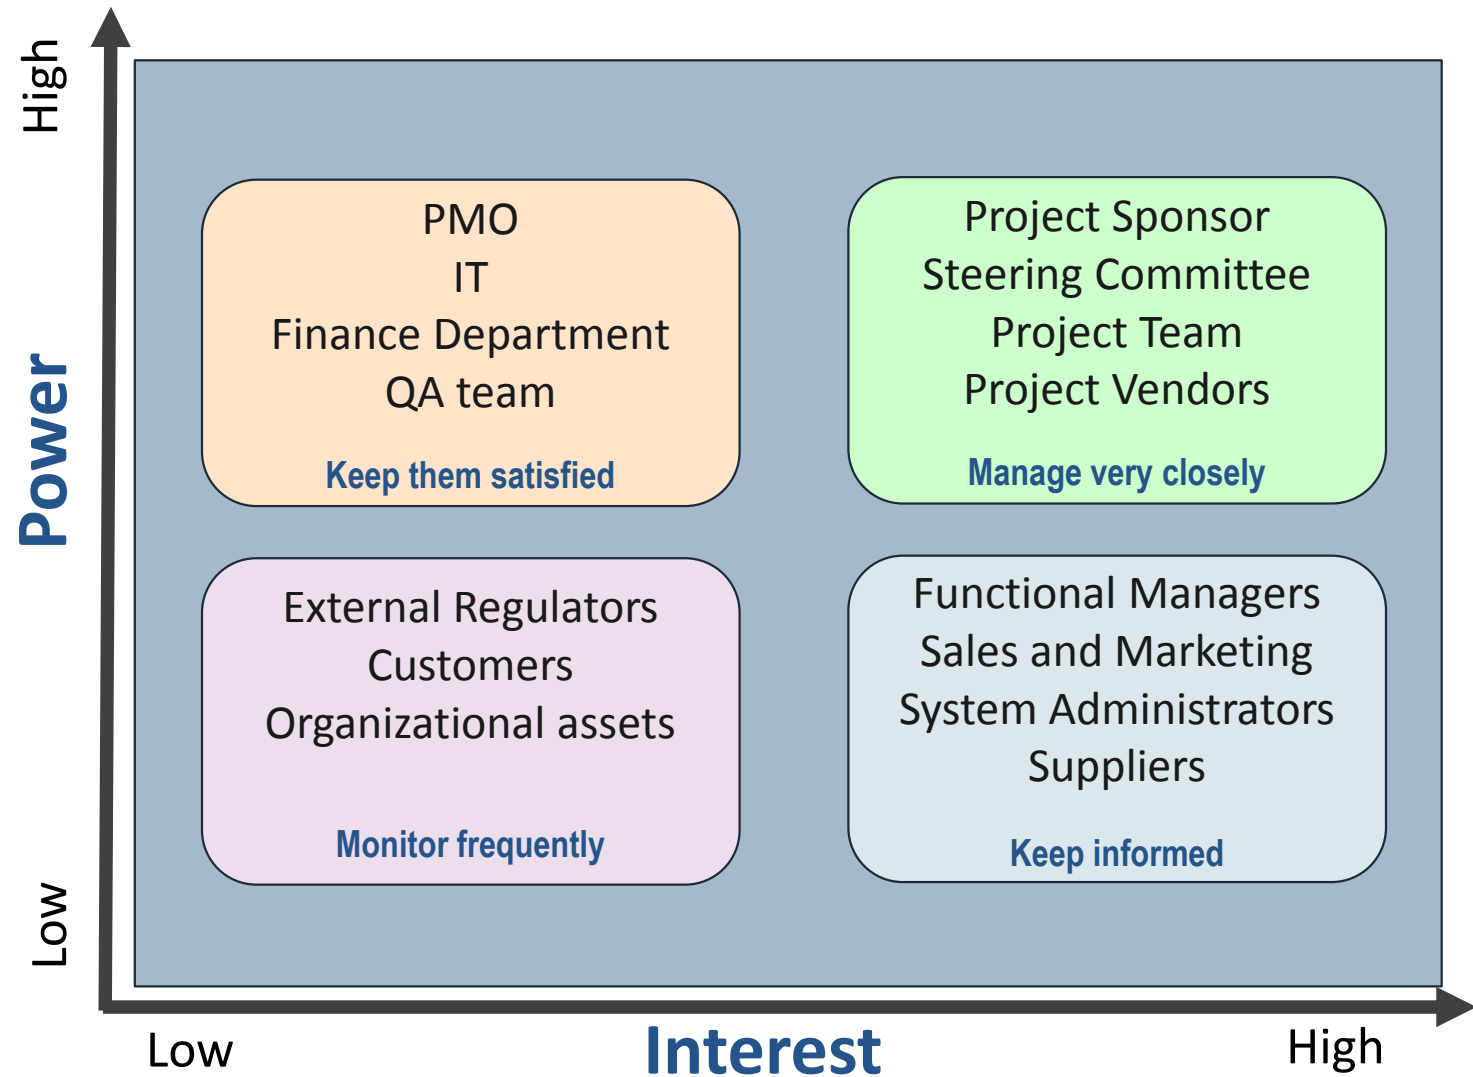 High
PMO
IT
Finance Department
QA team
Keep them satisfied
Project Sponsor
Steering Committee
Project Team
Project Vendors
Manage very closely
Power
External Regulators
Customers
Organizational assets
Monitor frequently
Functional Managers
Sales and Marketing
System Administrators
Suppliers
Keep informed
Low
Low
Interest
High